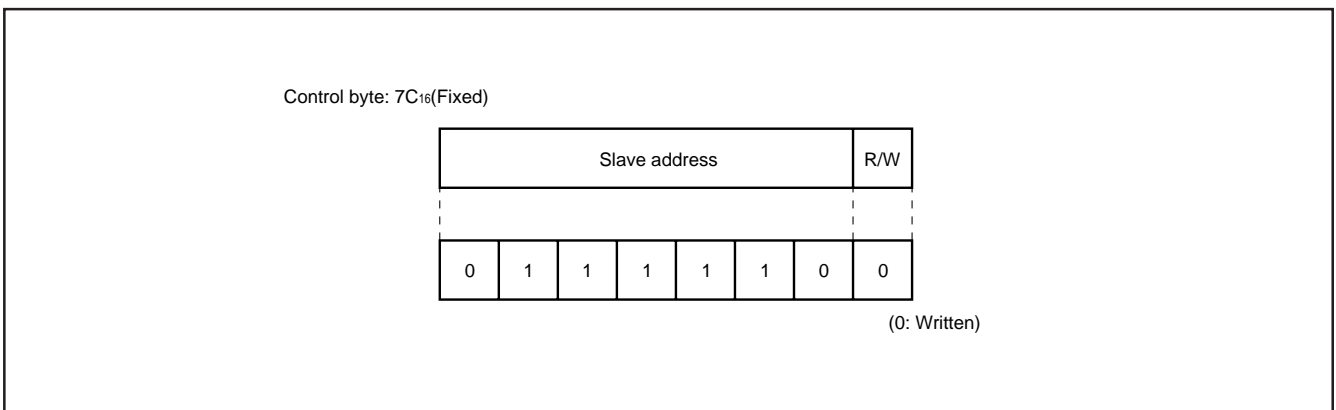 Control byte: 7C16(Fixed)
Slave address R/W
0 1 1 1 1 1 0 0
(0: Written)